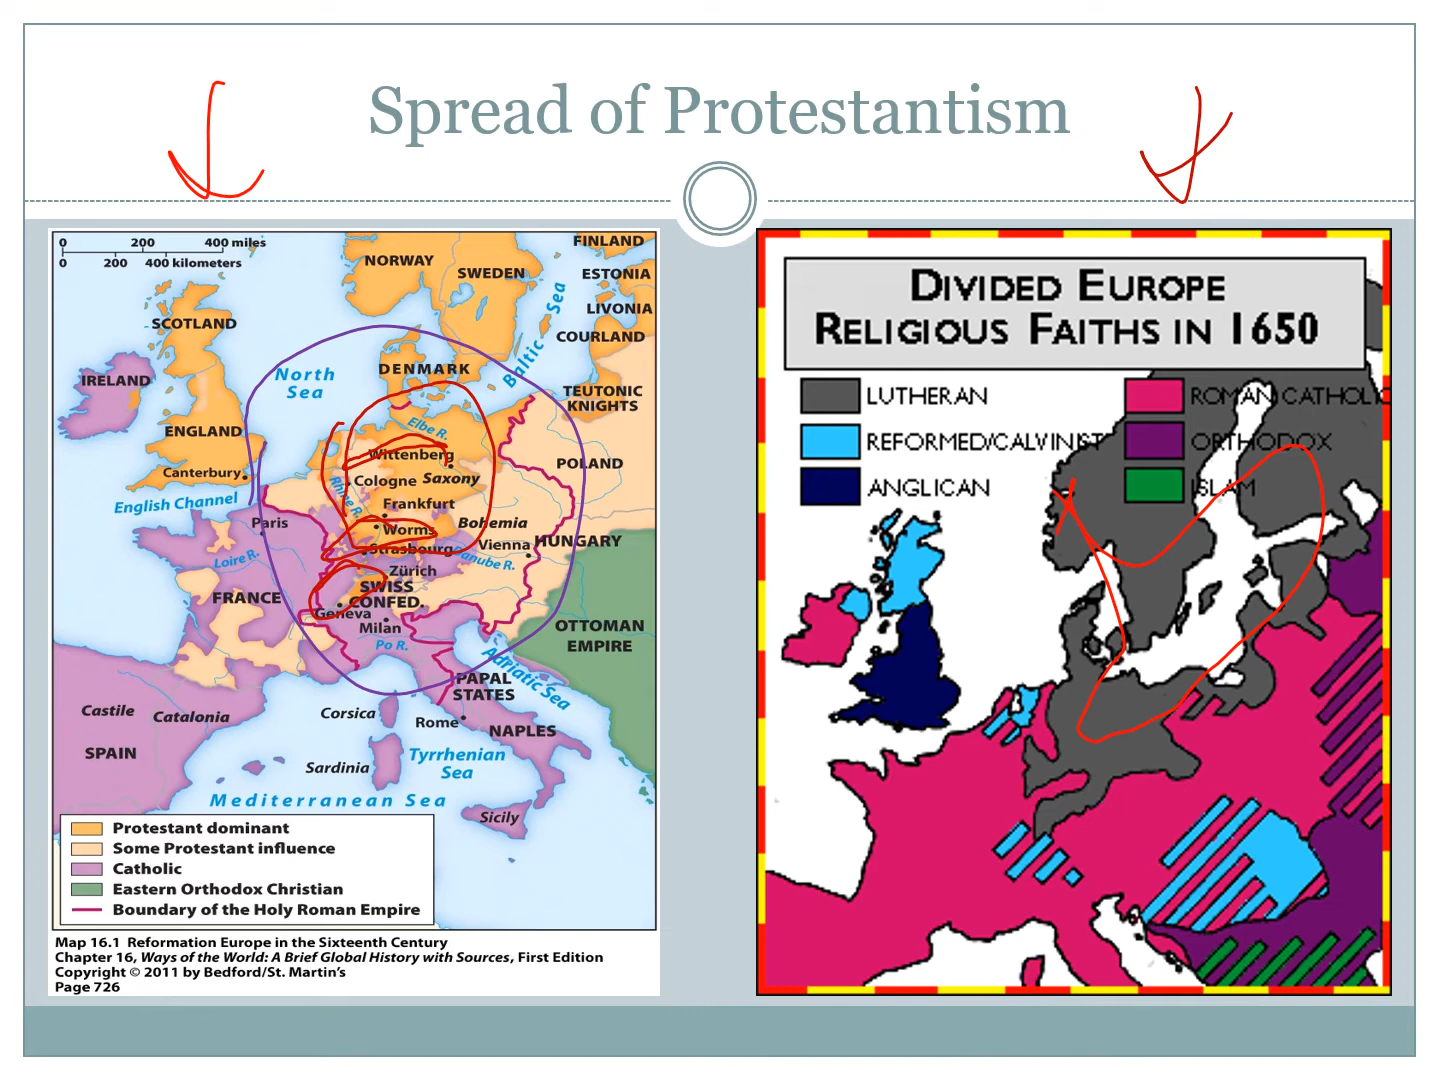 Spread of Protestantism
0 200 400 miles
0 200 400 kilometers
FINLAND
NORWAY
SWEDEN
ESTONIA
LIVONIA
SCOTLAND
COURLAND
Baltic Sea
North
Sea
DENMARK
IRELAND
TEUTONIC
KNIGHTS
Elbe R.
ENGLAND
Wittenberg
POLAND
Canterbury
Cologne Saxony
Rhine R.
English Channel
Frankfurt
Paris
Worms
Bohemia
Strasbourg
Vienna
HUNGARY
Loire R.
Danube R.
Zürich
SWISS
CONFED.
FRANCE
Geneva
Milan
OTTOMAN
EMPIRE
Po R.
Adriatic Sea
PAPAL
STATES
Castile
Catalonia
Corsica
Rome
NAPLES
SPAIN
Sardinia
Tyrrhenian
Sea
Mediterranean Sea
Sicily
Protestant dominant
Some Protestant influence
Catholic
Eastern Orthodox Christian
Boundary of the Holy Roman Empire
Map 16.1 Reformation Europe in the Sixteenth Century
Chapter 16, Ways of the World: A Brief Global History with Sources, First Edition
Copyright © 2011 by Bedford/St. Martin's
Page 726
DIVIDED EUROPE
RELIGIOUS FAITHS IN 1650
LUTHERAN
ROMAN CATHOLIC
REFORMED/CALVINIST
ORTHODOX
ANGLICAN
ISLAM